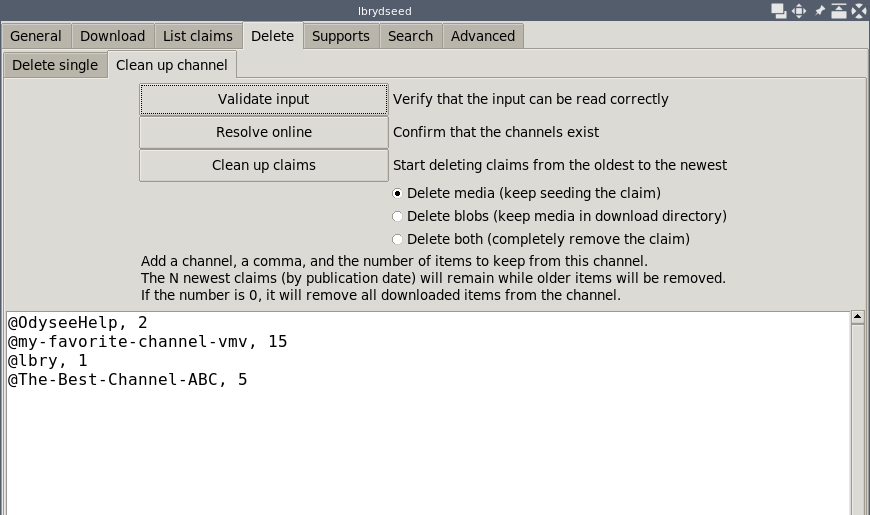 lbrydseed
General Download List claims Delete Supports Search Advanced
Delete single Clean up channel
Validate input Verify that the input can be read correctly
Resolve online Confirm that the channels exist
Clean up claims Start deleting claims from the oldest to the newest
Delete media (keep seeding the claim)
Delete blobs (keep media in download directory)
Delete both (completely remove the claim)
Add a channel, a comma, and the number of items to keep from this channel.
The N newest claims (by publication date) will remain while older items will be removed.
If the number is 0, it will remove all downloaded items from the channel.
@OdyseeHelp, 2
@my-favorite-channel-vmv, 15
@lbry, 1
@The-Best-Channel-ABC, 5